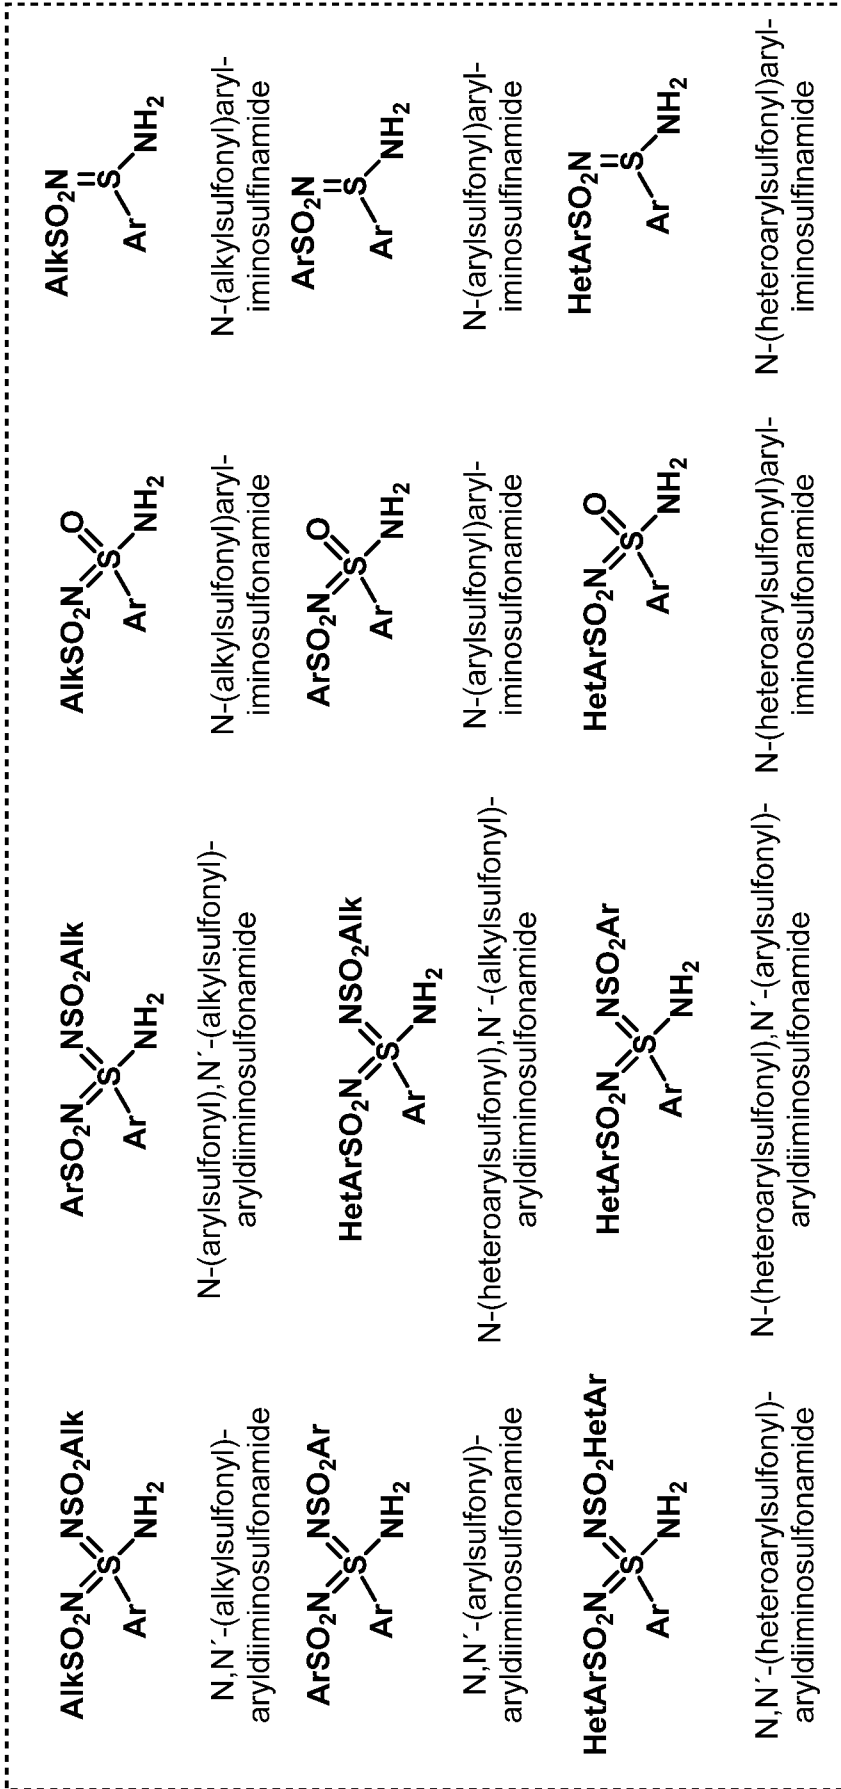 AlkSO2N
NSO2Alk
S
Ar
NH2
N,N´-(alkylsulfonyl)-
aryldiiminosulfonamide
ArSO2N
NSO2Alk
S
Ar
NH2
N-(arylsulfonyl),N´-(alkylsulfonyl)-
aryldiiminosulfonamide
AlkSO2N
O
S
Ar
NH2
N-(alkylsulfonyl)aryl-
iminosulfonamide
AlkSO2N
S
Ar
NH2
N-(alkylsulfonyl)aryl-
iminosulfinamide
ArSO2N
NSO2Ar
S
Ar
NH2
N,N´-(arylsulfonyl)-
aryldiiminosulfonamide
HetArSO2N
NSO2Alk
S
Ar
NH2
N-(heteroarylsulfonyl),N´-(alkylsulfonyl)-
aryldiiminosulfonamide
ArSO2N
O
S
Ar
NH2
N-(arylsulfonyl)aryl-
iminosulfonamide
ArSO2N
S
Ar
NH2
N-(arylsulfonyl)aryl-
iminosulfinamide
HetArSO2N
NSO2HetAr
S
Ar
NH2
N,N´-(heteroarylsulfonyl)-
aryldiiminosulfonamide
HetArSO2N
NSO2Ar
S
Ar
NH2
N-(heteroarylsulfonyl),N´-(arylsulfonyl)-
aryldiiminosulfonamide
HetArSO2N
O
S
Ar
NH2
N-(heteroarylsulfonyl)aryl-
iminosulfonamide
HetArSO2N
S
Ar
NH2
N-(heteroarylsulfonyl)aryl-
iminosulfinamide